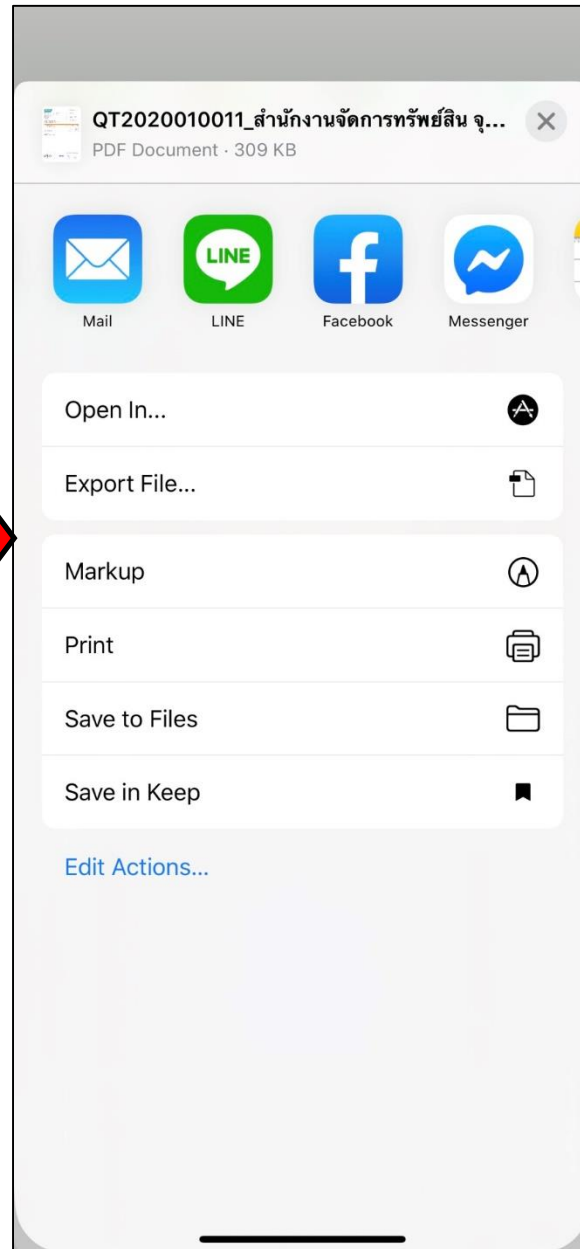 QT2020010011_สำนักงานจัดการทรัพย์สิน จุ...
PDF Document · 309 KB
LINE
Mail
LINE
Facebook
Messenger
Open In...
Export File...
Markup
Print
Save to Files
Save in Keep
Edit Actions...